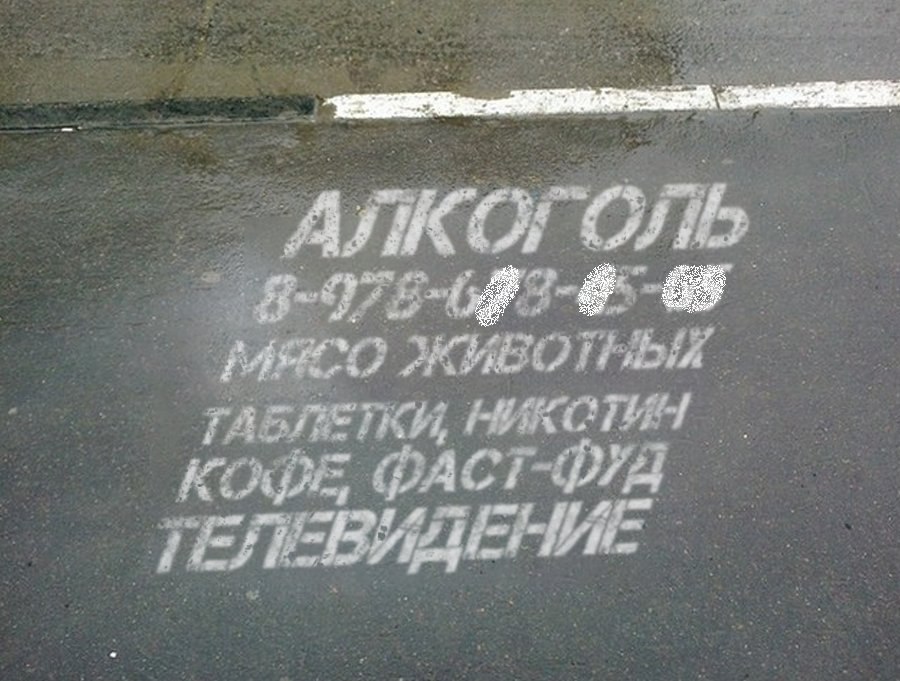 АЛКОГОЛЬ
МЯСО ЖИВОТНЫХ
ТАБЛЕТКИ, НИКОТИН
КОФЕ, ФАСТ-ФУД
ТЕЛЕВИДЕНИЕ